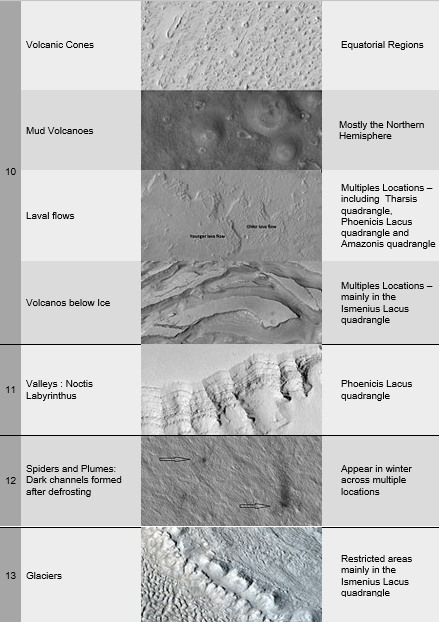 Volcanic Cones
Equatorial Regions
Mud Volcanoes
Mostly the Northern
Hemisphere
10
Laval flows
Younger lava flow
Older lava flow
Multiples Locations –
including Tharsis
quadrangle,
Phoenicis Lacus
quadrangle and
Amazonis quadrangle
Volcanos below Ice
Multiples Locations –
mainly in the
Ismenius Lacus
quadrangle
11
Valleys : Noctis
Labyrinthus
Phoenicis Lacus
quadrangle
12
Spiders and Plumes:
Dark channels formed
after defrosting
Appear in winter
across multiple
locations
13
Glaciers
Restricted areas
mainly in the
Ismenius Lacus
quadrangle